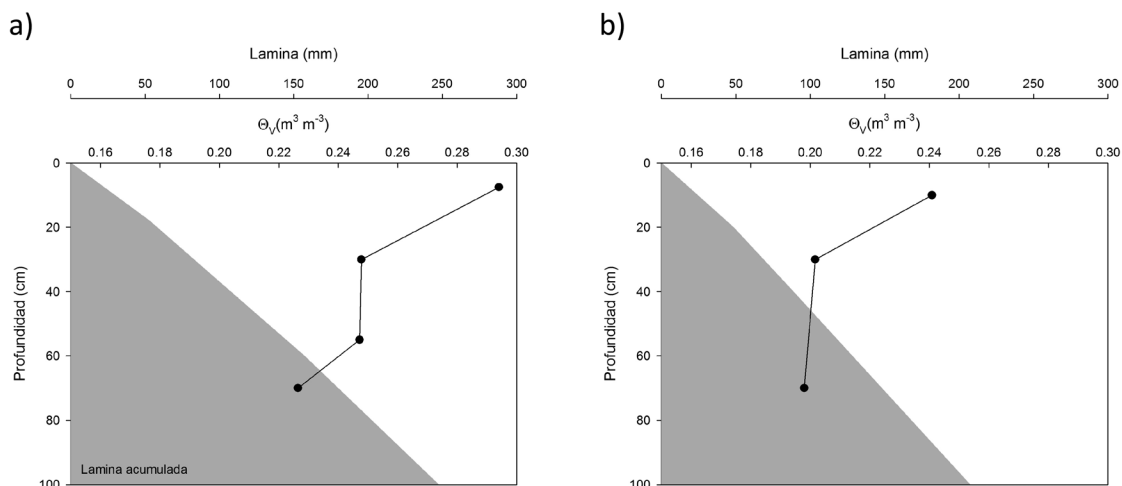 a)
Lamina (mm)
0 50 100 150 200 250 300
Θᵥ(m³ m⁻³)
0.16 0.18 0.20 0.22 0.24 0.26 0.28 0.30
Profundidad (cm)
0
20
40
60
80
100
Lamina acumulada
b)
Lamina (mm)
0 50 100 150 200 250 300
Θᵥ(m³ m⁻³)
0.16 0.18 0.20 0.22 0.24 0.26 0.28 0.30
Profundidad (cm)
0
20
40
60
80
100